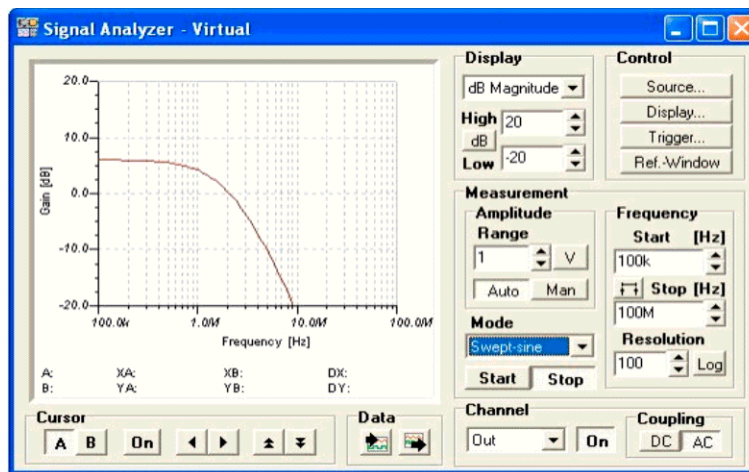 Signal Analyzer - Virtual
20.0
10.0
0.0
-10.0
-20.0
Gain [dB]
100.0k 1.0M 10.0M 100.0M
Frequency [Hz]
A: XA: XB: DX:
B: YA: YB: DY:
Cursor
A B On
Data
Display
dB Magnitude
High 20
dB
Low -20
Control
Source...
Display...
Trigger...
Ref.-Window
Measurement
Amplitude
Range
1 V
Auto Man
Mode
Swept-sine
Start Stop
Frequency
Start [Hz]
100k
Stop [Hz]
100M
Resolution
100 Log
Channel
Out On
Coupling
DC AC